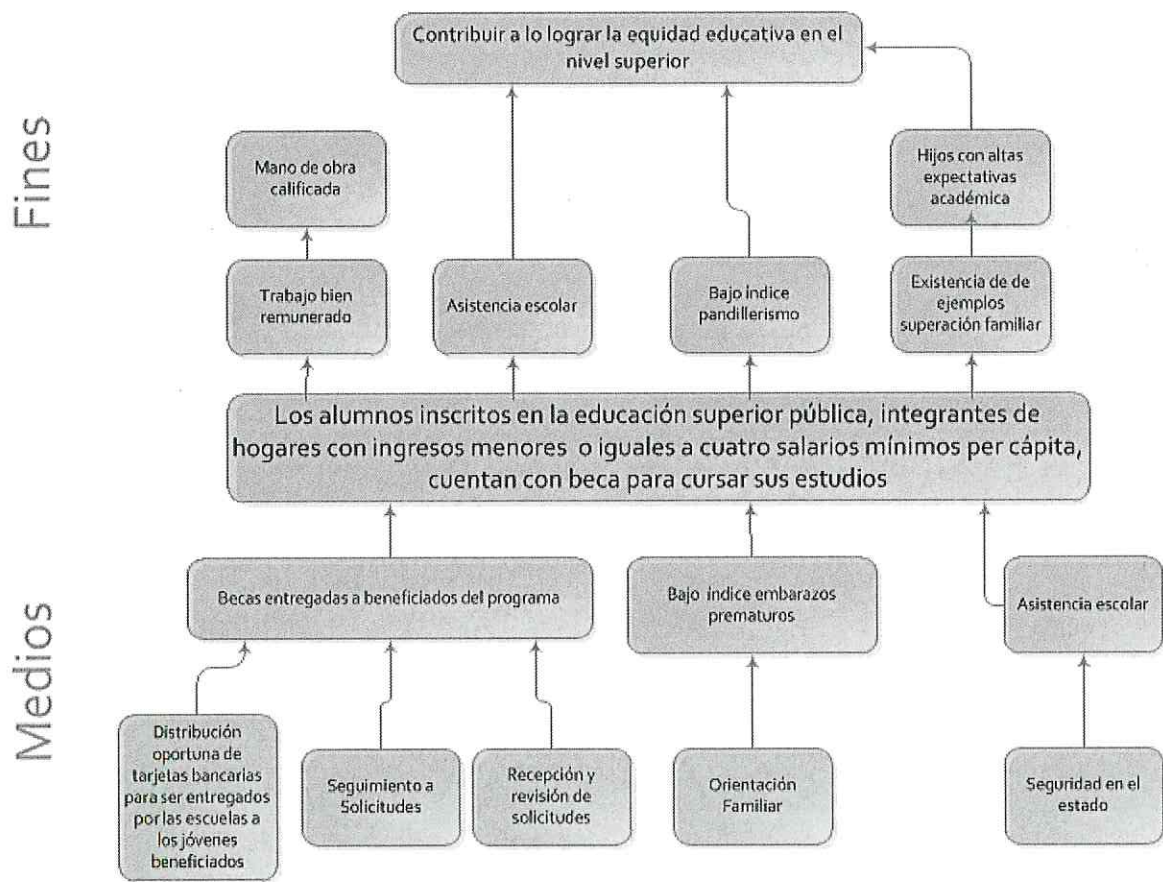 Fines
Contribuir a lo lograr la equidad educativa en el
nivel superior
Mano de obra
calificada
Hijos con altas
expectativas
académica
Trabajo bien
remunerado
Asistencia escolar
Bajo índice
pandillerismo
Existencia de de
ejemplos
superación familiar
Los alumnos inscritos en la educación superior pública, integrantes de
hogares con ingresos menores o iguales a cuatro salarios mínimos per cápita,
cuentan con beca para cursar sus estudios
Medios
Becas entregadas a beneficiados del programa
Bajo índice embarazos
prematuros
Asistencia escolar
Distribución
oportuna de
tarjetas bancarias
para ser entregados
por las escuelas a
los jóvenes
beneficiados
Seguimiento a
Solicitudes
Recepción y
revisión de
solicitudes
Orientación
Familiar
Seguridad en el
estado